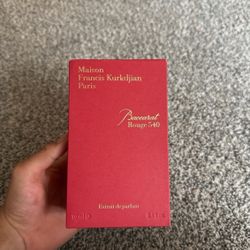 Maison
Francis Kurkdjian
Paris
Baccarat
Rouge 540
Extrait de parfum